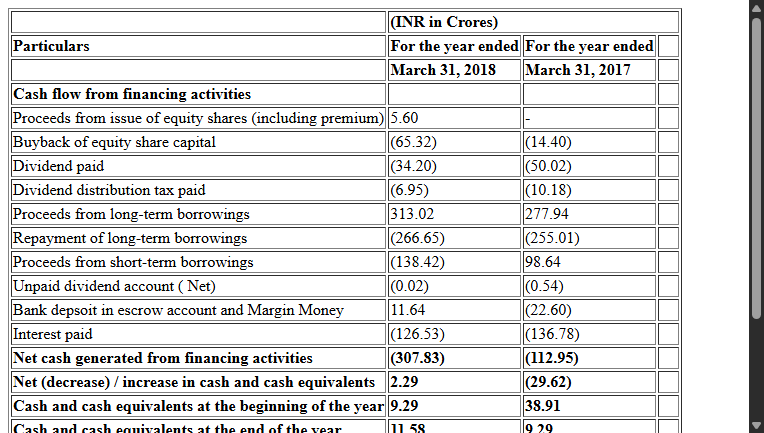 (INR in Crores)
Particulars For the year ended For the year ended
March 31, 2018 March 31, 2017
Cash flow from financing activities
Proceeds from issue of equity shares (including premium) 5.60 -
Buyback of equity share capital (65.32) (14.40)
Dividend paid (34.20) (50.02)
Dividend distribution tax paid (6.95) (10.18)
Proceeds from long-term borrowings 313.02 277.94
Repayment of long-term borrowings (266.65) (255.01)
Proceeds from short-term borrowings (138.42) 98.64
Unpaid dividend account ( Net) (0.02) (0.54)
Bank depsoit in escrow account and Margin Money 11.64 (22.60)
Interest paid (126.53) (136.78)
Net cash generated from financing activities (307.83) (112.95)
Net (decrease) / increase in cash and cash equivalents 2.29 (29.62)
Cash and cash equivalents at the beginning of the year 9.29 38.91
Cash and cash equivalents at the end of the year 11.58 9.29